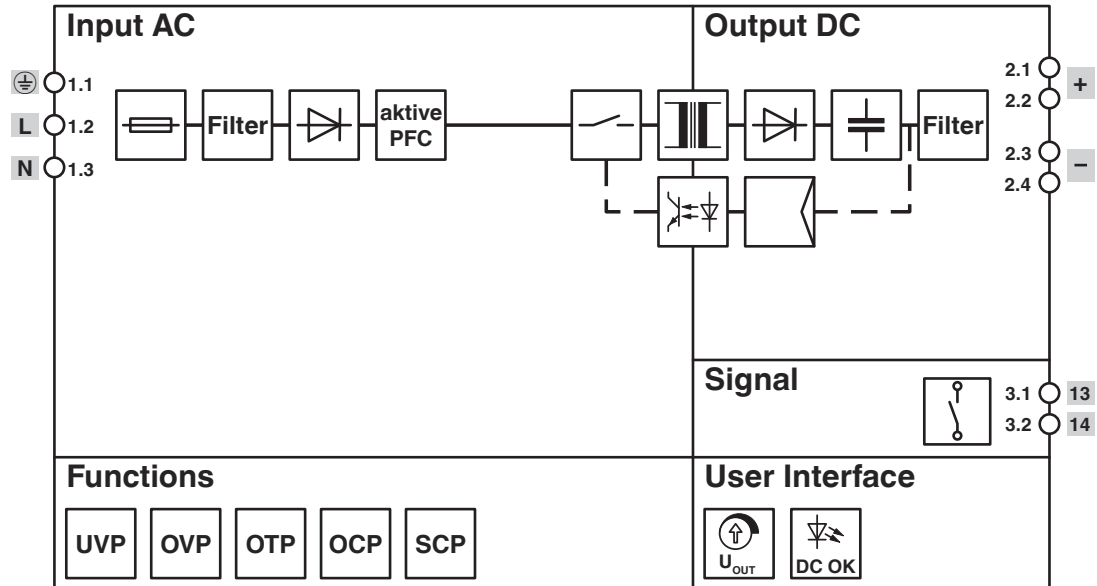 Input AC
Output DC
1.1
L 1.2
N 1.3
Filter
aktive
PFC
Filter
2.1
2.2
+
2.3
2.4
–
Signal
3.1 13
3.2 14
Functions
UVP
OVP
OTP
OCP
SCP
User Interface
UOUT
DC OK